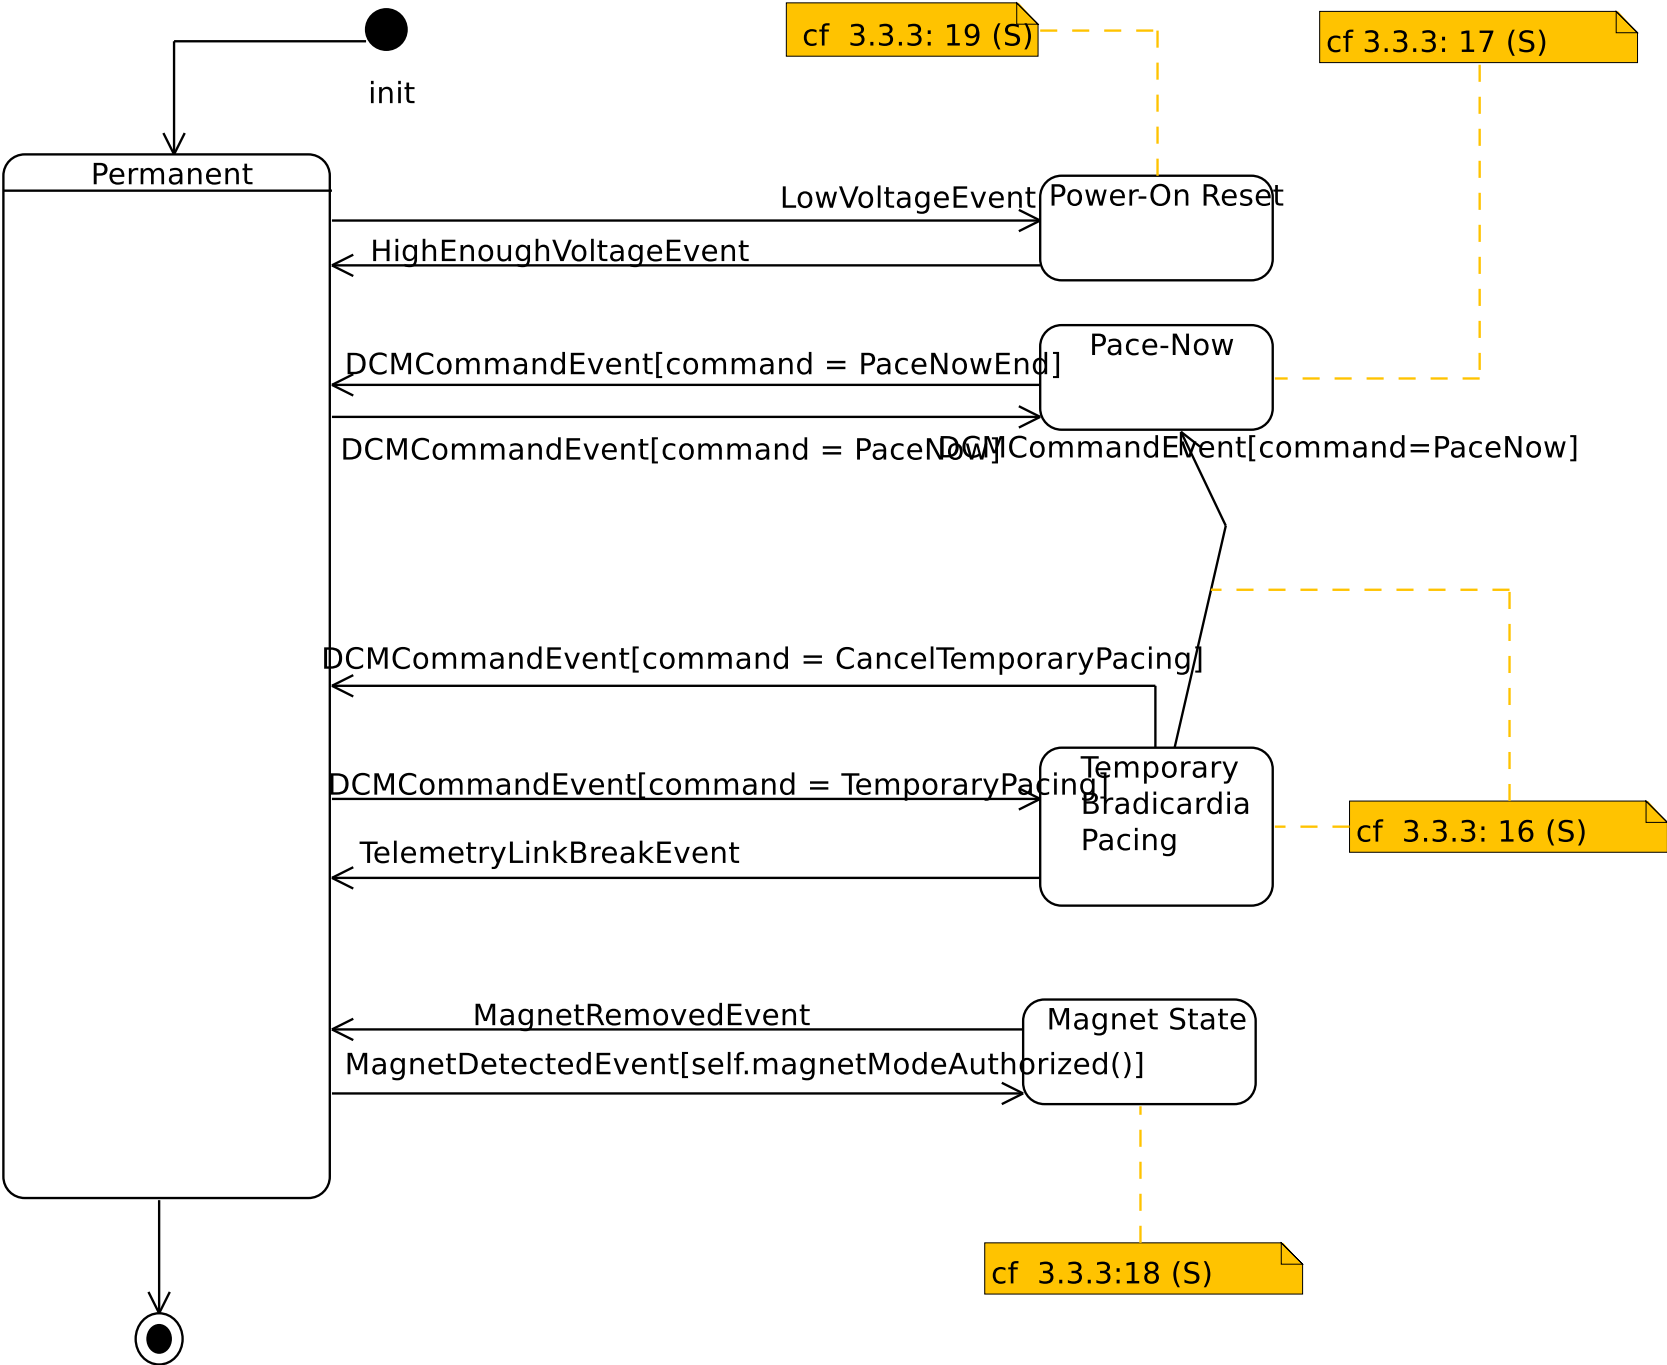 cf  3.3.3: 19 (S)
cf 3.3.3: 17 (S)
init
Permanent
LowVoltageEvent
Power-On Reset
HighEnoughVoltageEvent
Pace-Now
DCMCommandEvent[command = PaceNowEnd]
DCMCommandEvent[command = PaceNow]
DCMCommandEvent[command=PaceNow]
DCMCommandEvent[command = CancelTemporaryPacing]
DCMCommandEvent[command = TemporaryPacing]
Temporary
Bradicardia
Pacing
cf  3.3.3: 16 (S)
TelemetryLinkBreakEvent
MagnetRemovedEvent
Magnet State
MagnetDetectedEvent[self.magnetModeAuthorized()]
cf  3.3.3:18 (S)